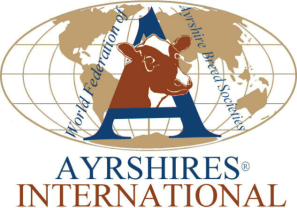 World Federation of
Ayrshire Breed Societies
A
AYRSHIRES®
INTERNATIONAL